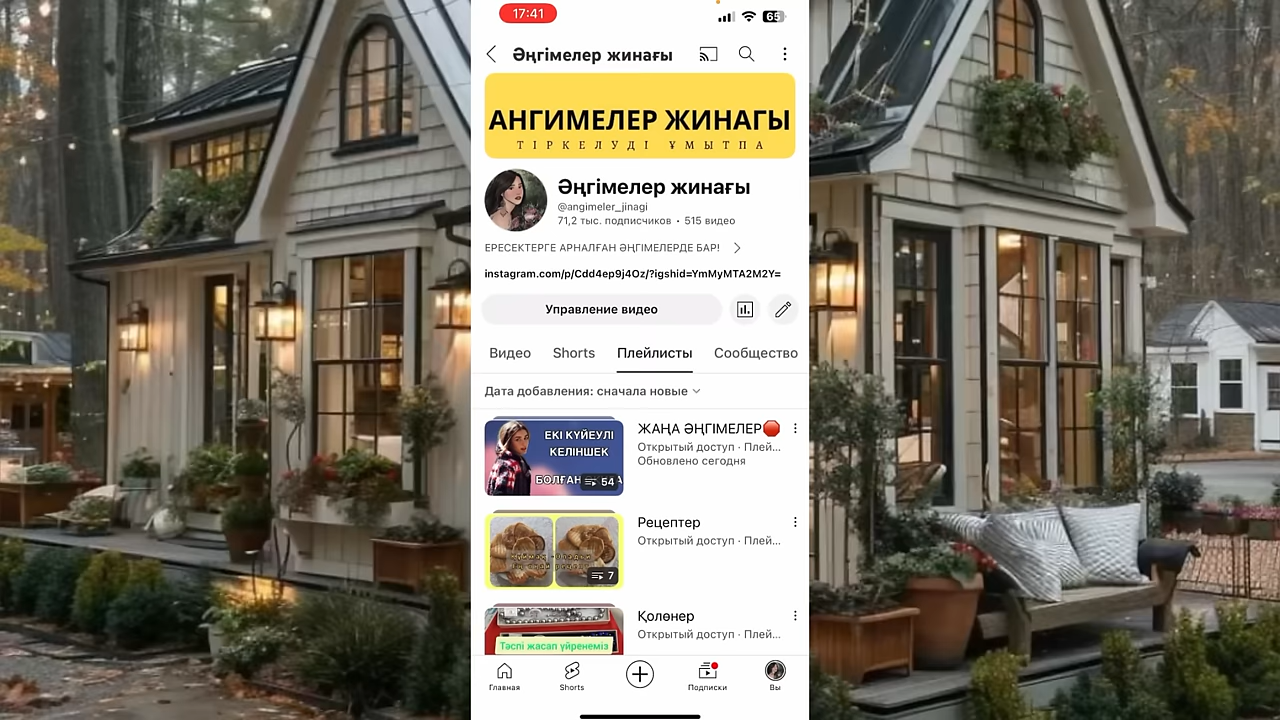 17:41
65
Әңгімелер жинағы
АНГИМЕЛЕР ЖИНАГЫ
ТІРКЕЛУДІ ҰМЫТПА
Әңгімелер жинағы
@angimeler_jinagi
71,2 тыс. подписчиков • 515 видео
ЕРЕСЕКТЕРГЕ АРНАЛҒАН ӘҢГІМЕЛЕРДЕ БАР!
instagram.com/p/Cdd4ep9j4Oz/?igshid=YmMyMTA2M2Y=
Управление видео
Видео Shorts Плейлисты Сообщество
Дата добавления: сначала новые
ЕКІ КҮЙЕУЛІ
КЕЛІНШЕК
54
ЖАҢА ӘҢГІМЕЛЕР
Открытый доступ · Плей...
Обновлено сегодня
7
Рецептер
Открытый доступ · Плей...
Тәспі жасап үйренеміз
Қолөнер
Открытый доступ · Плей...
Главная Shorts Подписки Вы